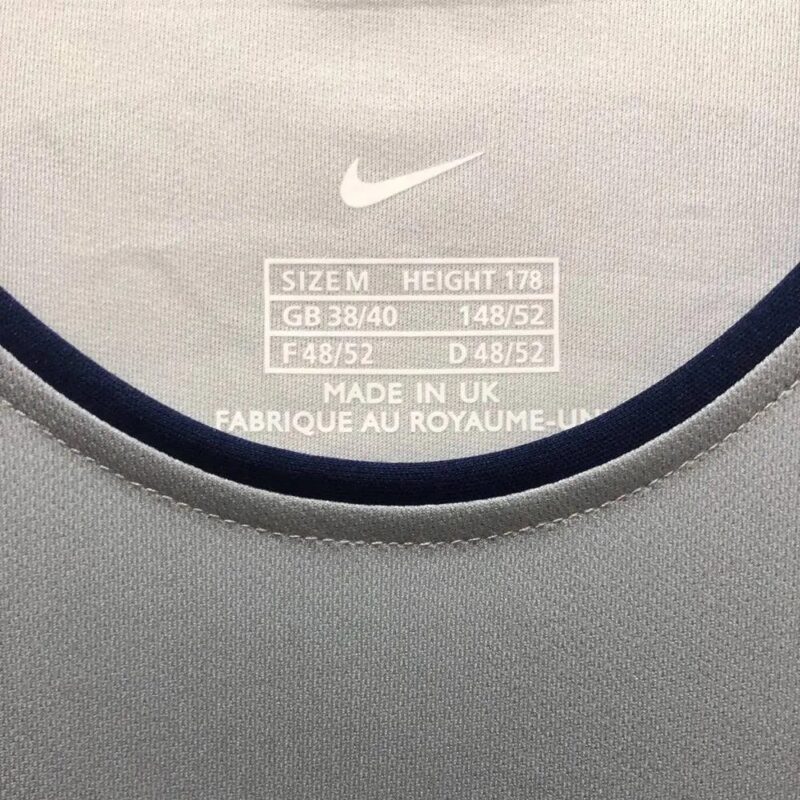 SIZE M HEIGHT 178
GB 38/40 148/52
F 48/52 D 48/52
MADE IN UK
FABRIQUE AU ROYAUME-UN